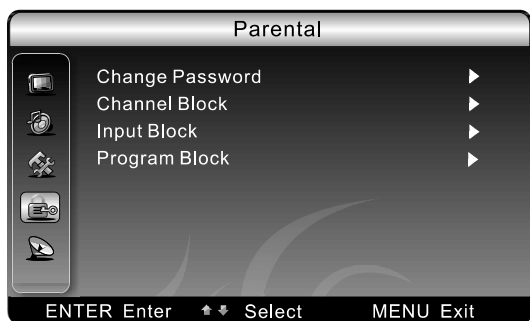 Parental
Change Password
Channel Block
Input Block
Program Block
ENTER Enter Select MENU Exit